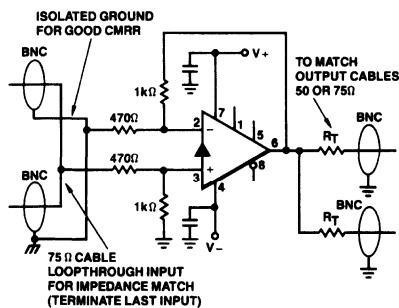 ISOLATED GROUND
FOR GOOD CMRR
BNC
V+
TO MATCH
OUTPUT CABLES
50 OR 75Ω
1kΩ
7
1
BNC
470Ω
2
−
5
6
RT
470Ω
+
3
8
4
BNC
1kΩ
BNC
RT
V−
75 Ω CABLE
LOOPTHROUGH INPUT
FOR IMPEDANCE MATCH
(TERMINATE LAST INPUT)